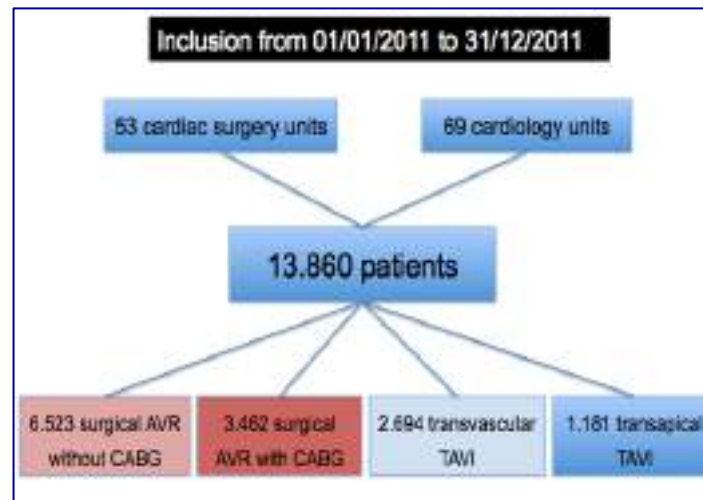 Inclusion from 01/01/2011 to 31/12/2011
53 cardiac surgery units
69 cardiology units
13.860 patients
6.523 surgical AVR
without CABG
3.462 surgical
AVR with CABG
2.694 transvascular
TAVI
1.181 transapical
TAVI